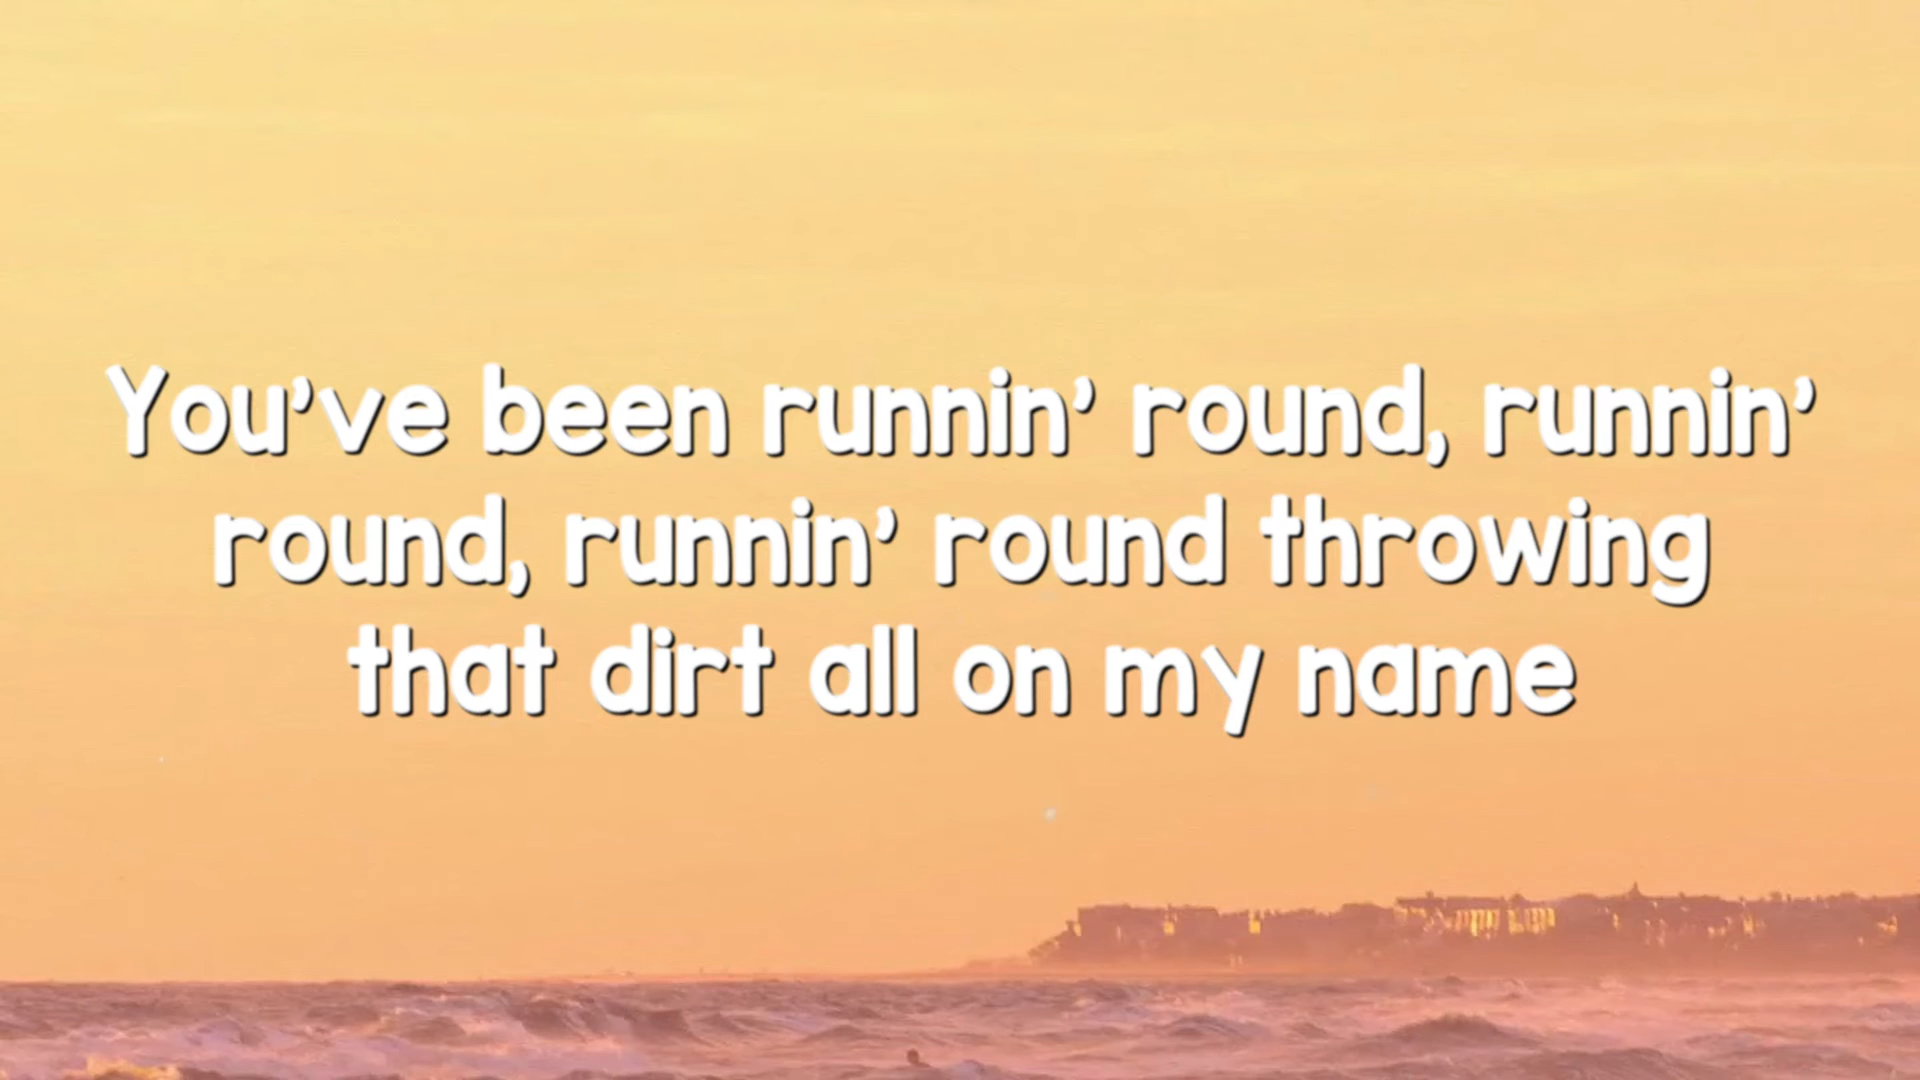 You've been runnin' round, runnin'
round, runnin' round throwing
that dirt all on my name